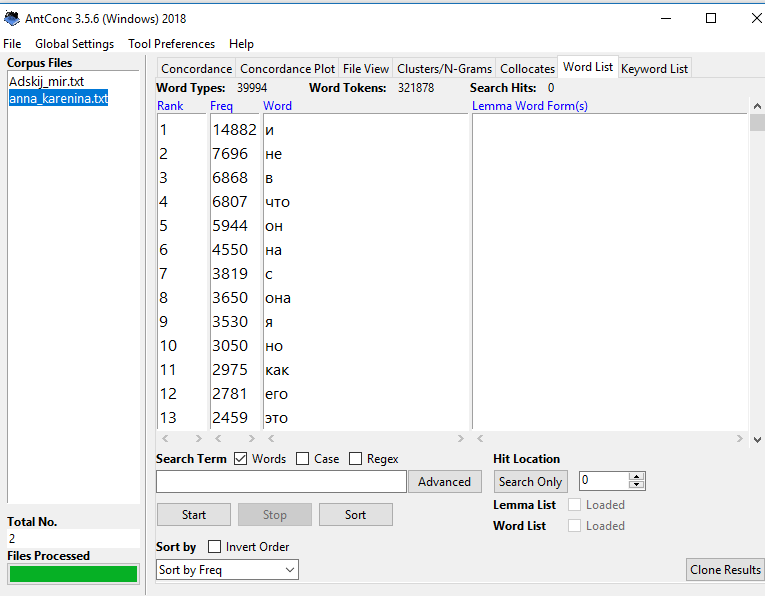 AntConc 3.5.6 (Windows) 2018
File Global Settings Tool Preferences Help
Corpus Files
Adskij_mir.txt
anna_karenina.txt
Concordance Concordance Plot File View Clusters/N-Grams Collocates Word List Keyword List
Word Types: 39994 Word Tokens: 321878 Search Hits: 0
Rank Freq Word Lemma Word Form(s)
1 14882 и
2 7696 не
3 6868 в
4 6807 что
5 5944 он
6 4550 на
7 3819 с
8 3650 она
9 3530 я
10 3050 но
11 2975 как
12 2781 его
13 2459 это
Search Term Words Case Regex Hit Location
Advanced Search Only 0
Lemma List Loaded
Start Stop Sort Word List Loaded
Total No.
2
Files Processed
Sort by Invert Order
Sort by Freq Clone Results